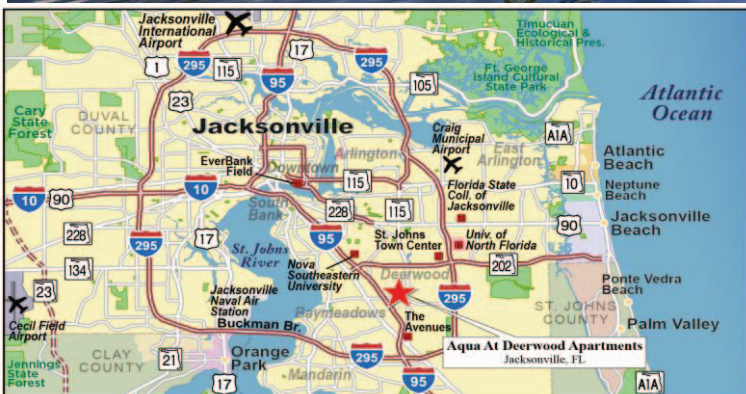 Jacksonville
International
Airport
17
Timucuan
Ecological &
Historical Pres.
1
295
115
95
295
105
Ft. George
Island Cultural
State Park
23
Cary
State
Forest
DUVAL
COUNTY
Atlantic
Ocean
Jacksonville
Craig
Municipal
Airport
East
Arlington
A1A
EverBank
Field
Downtown
Arlington
Atlantic
Beach
10
90
10
115
10
Neptune
Beach
Florida State
Coll. of
Jacksonville
South
Bank
228
115
Jacksonville
Beach
228
295
17
St. Johns
River
95
St. Johns
Town Center
Univ. of
North Florida
90
134
Nova
Southeastern
University
Deerwood
202
23
Jacksonville
Naval Air
Station
295
Ponte Vedra
Beach
Cecil Field
Airport
Buckman Br.
Baymeadows
The
Avenues
ST. JOHNS
COUNTY
Palm Valley
CLAY
COUNTY
21
Orange
Park
295
Aqua At Deerwood Apartments
Jacksonville, FL
Jennings
State
Forest
17
Mandarin
95
A1A